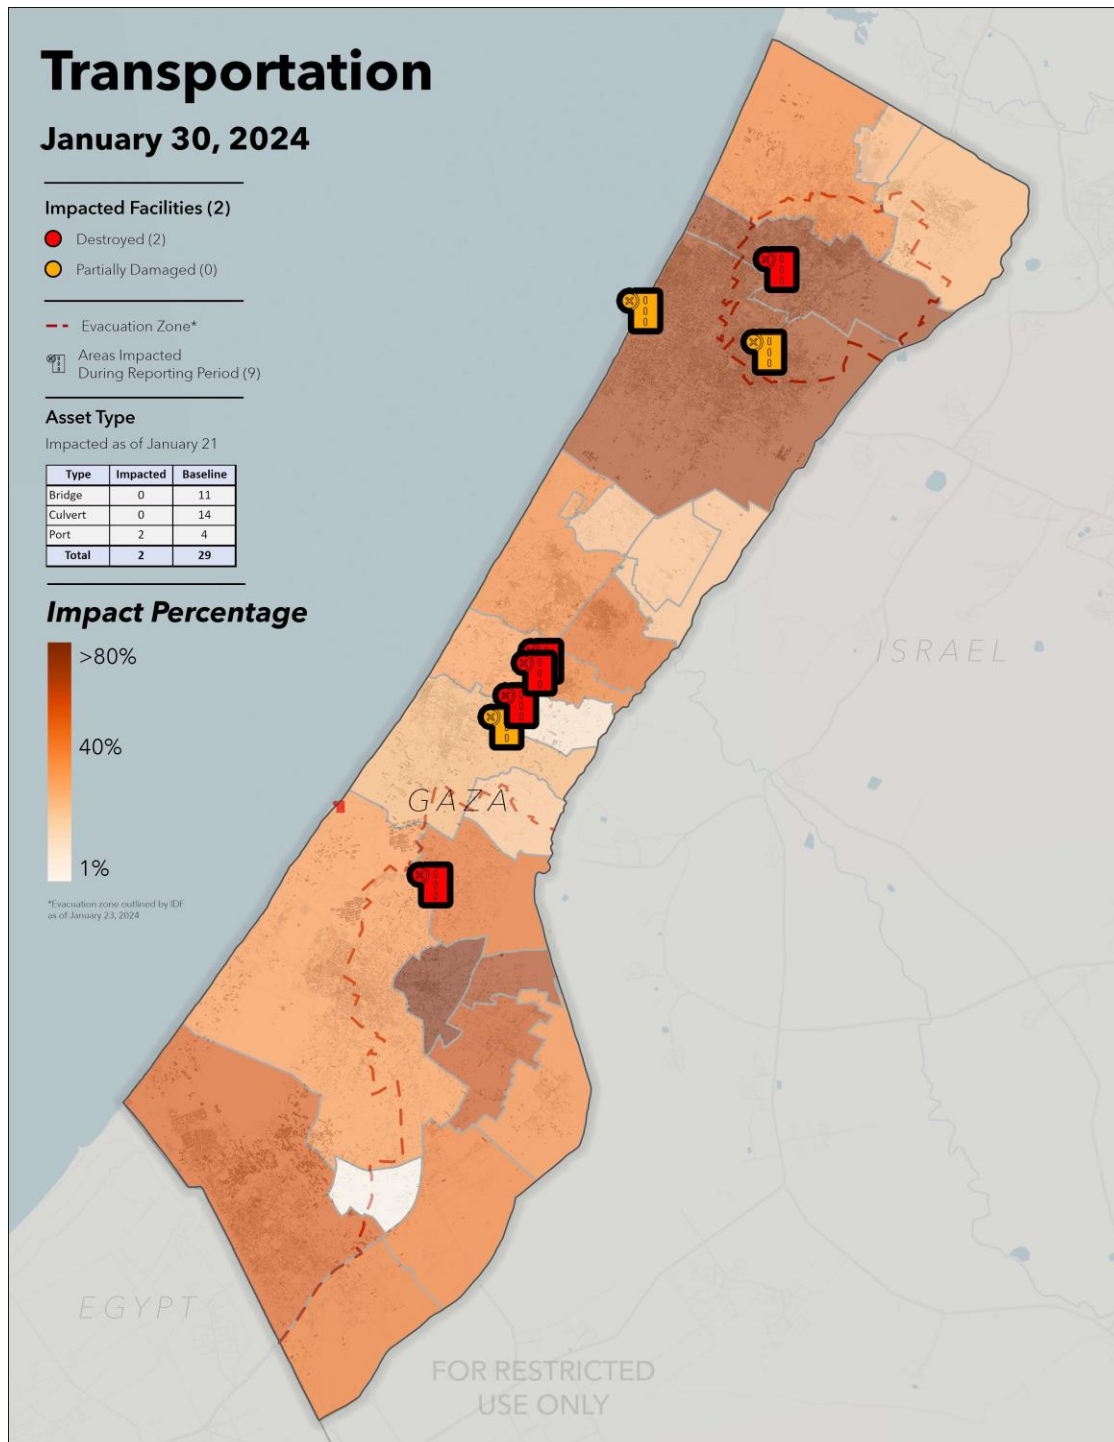 Transportation
January 30, 2024
Impacted Facilities (2)
Destroyed (2)
Partially Damaged (0)
Evacuation Zone*
Areas Impacted
During Reporting Period (9)
Asset Type
Impacted as of January 21
Type Impacted Baseline
Bridge 0 11
Culvert 0 14
Port 2 4
Total 2 29
Impact Percentage
>80%
40%
1%
*Evacuation zone outlined by IDF
as of January 23, 2024
ISRAEL
GAZA
EGYPT
FOR RESTRICTED
USE ONLY